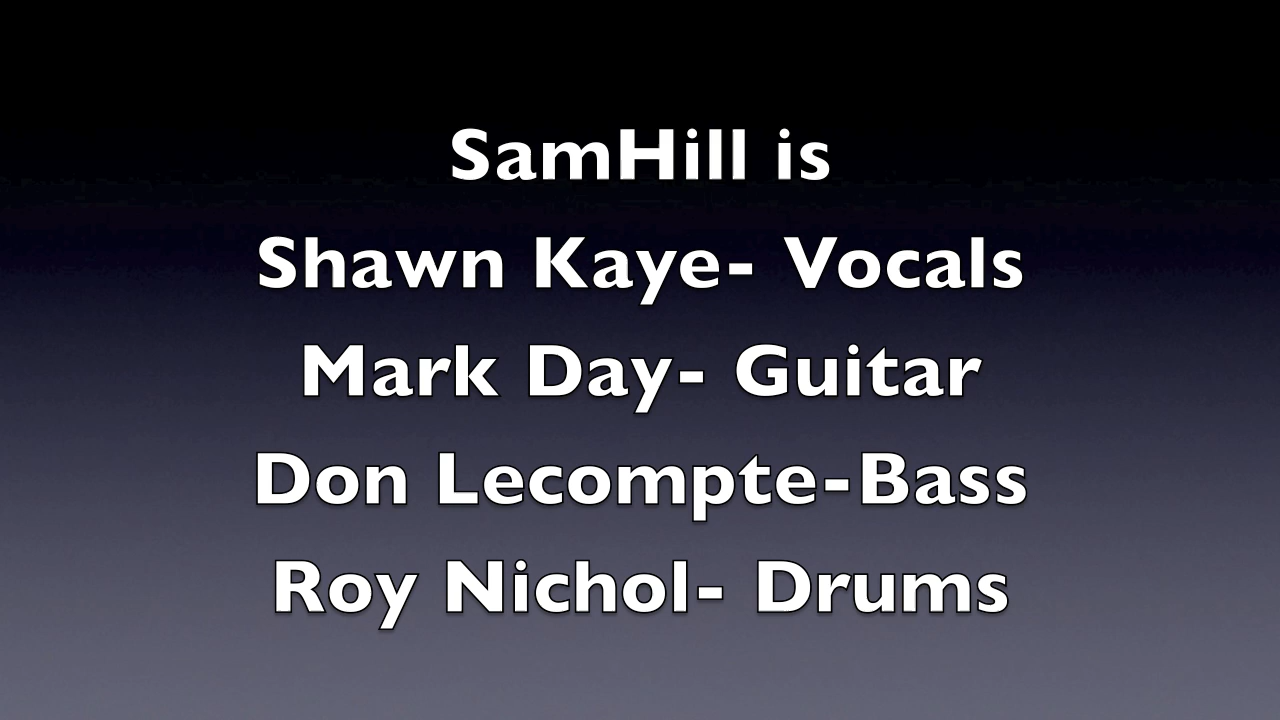 SamHill is
Shawn Kaye- Vocals
Mark Day- Guitar
Don Lecompte-Bass
Roy Nichol- Drums